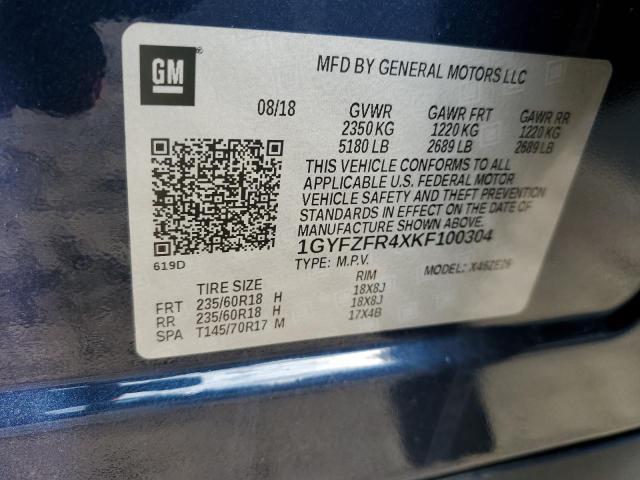 GM
MFD BY GENERAL MOTORS LLC
08/18 GVWR GAWR FRT GAWR RR
2350 KG 1220 KG 1220 KG
5180 LB 2689 LB 2689 LB
THIS VEHICLE CONFORMS TO ALL
APPLICABLE U.S. FEDERAL MOTOR
VEHICLE SAFETY AND THEFT PREVENTION
STANDARDS IN EFFECT ON THE DATE OF
MANUFACTURE SHOWN ABOVE.
1GYFZFR4XKF100304
619D
TYPE: M.P.V. MODEL:
TIRE SIZE RIM
FRT 235/60R18 H 18X8J
RR 235/60R18 H 18X8J
SPA T145/70R17 M 17X4B